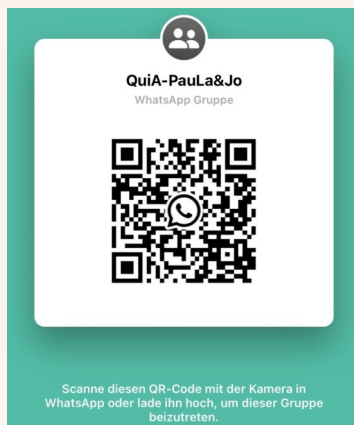 QuiA-PauLa&Jo
WhatsApp Gruppe
Scanne diesen QR-Code mit der Kamera in
WhatsApp oder lade ihn hoch, um dieser Gruppe
beizutreten.